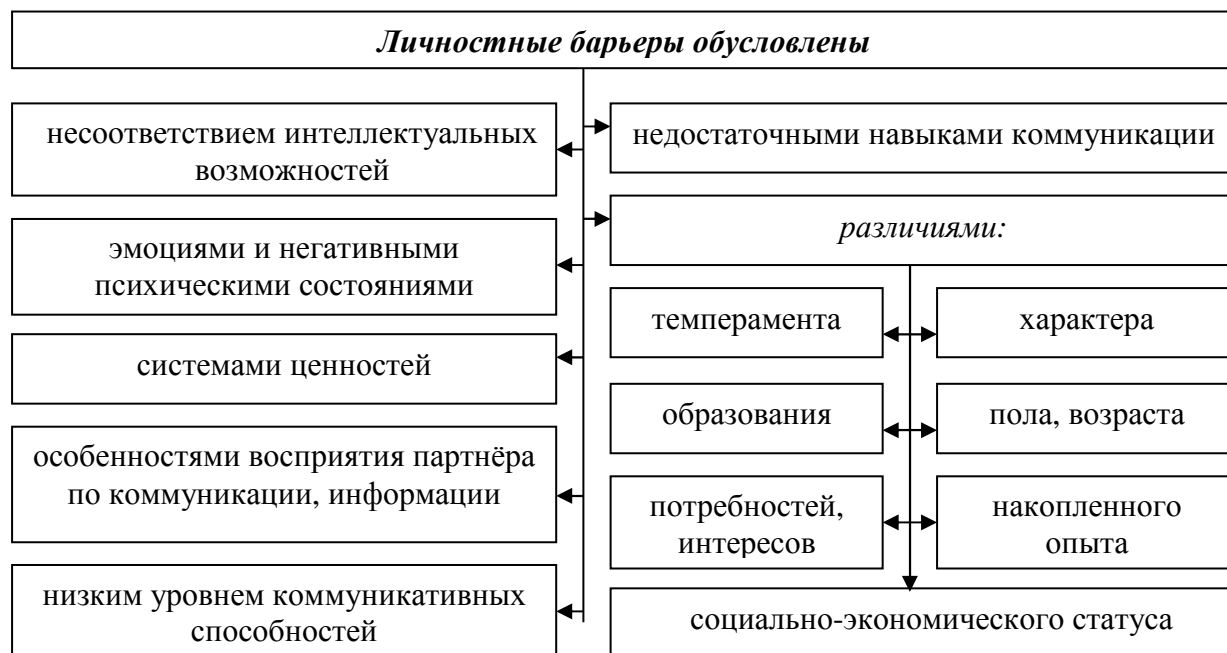 Личностные барьеры обусловлены
несоответствием интеллектуальных
возможностей
эмоциями и негативными
психическими состояниями
системами ценностей
особенностями восприятия партнёра
по коммуникации, информации
низким уровнем коммуникативных
способностей
недостаточными навыками коммуникации
различиями:
темперамента
характера
образования
пола, возраста
потребностей,
интересов
накопленного
опыта
социально-экономического статуса